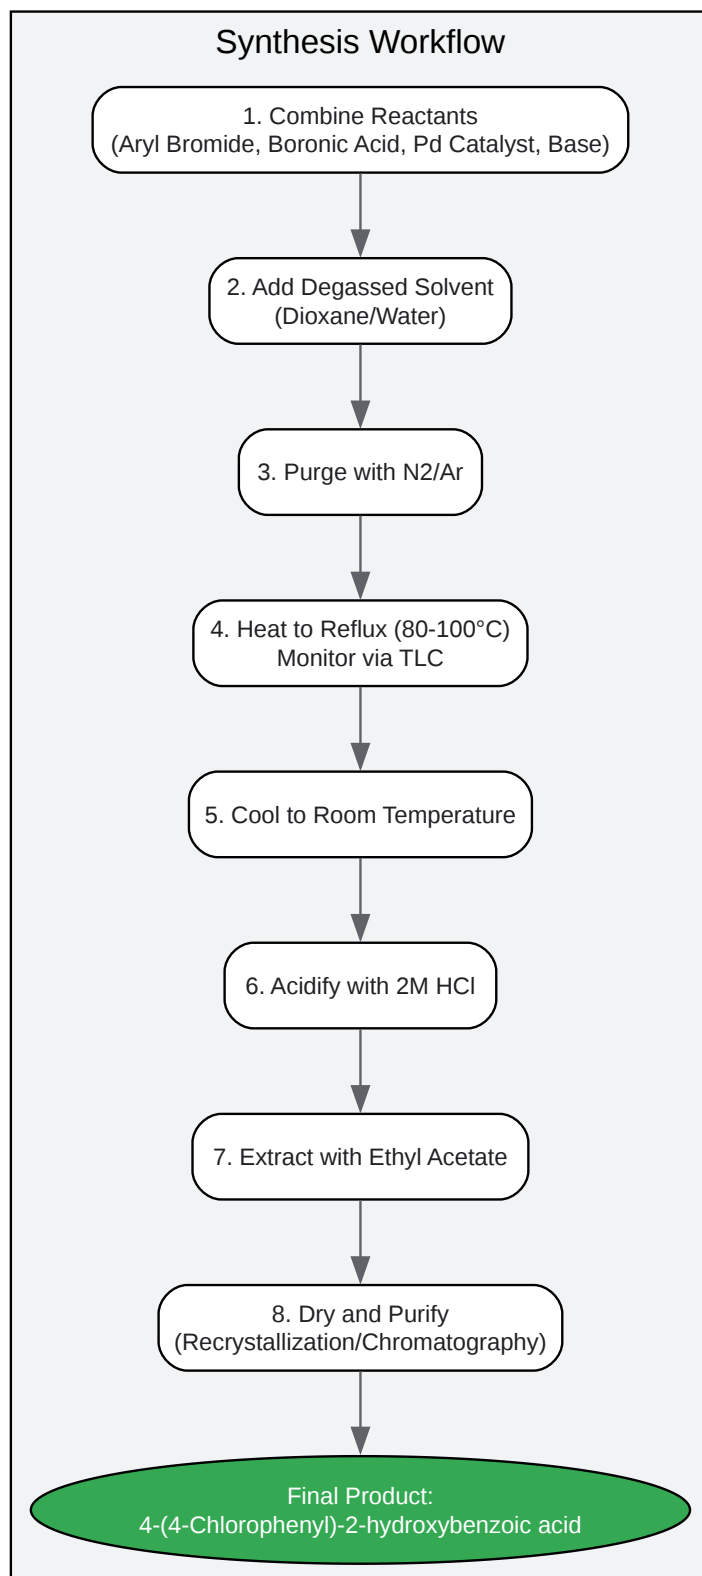 Synthesis Workflow
1. Combine Reactants
(Aryl Bromide, Boronic Acid, Pd Catalyst, Base)
2. Add Degassed Solvent
(Dioxane/Water)
3. Purge with N2/Ar
4. Heat to Reflux (80-100°C)
Monitor via TLC
5. Cool to Room Temperature
6. Acidify with 2M HCl
7. Extract with Ethyl Acetate
8. Dry and Purify
(Recrystallization/Chromatography)
Final Product:
4-(4-Chlorophenyl)-2-hydroxybenzoic acid